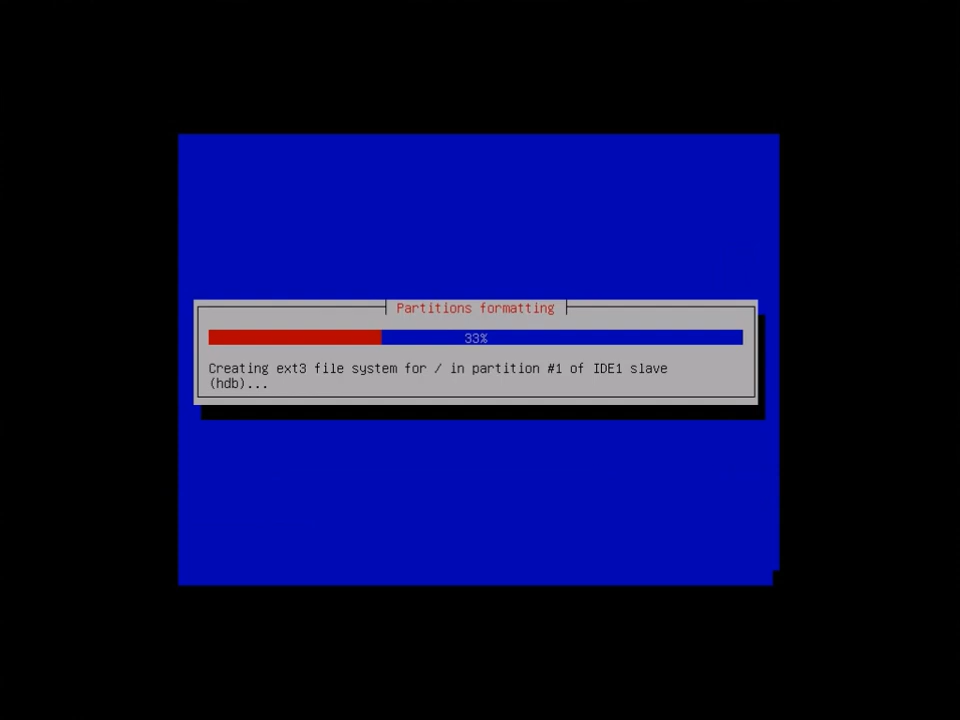 Partitions formatting
33%
Creating ext3 file system for / in partition #1 of IDE1 slave
(hdb)...